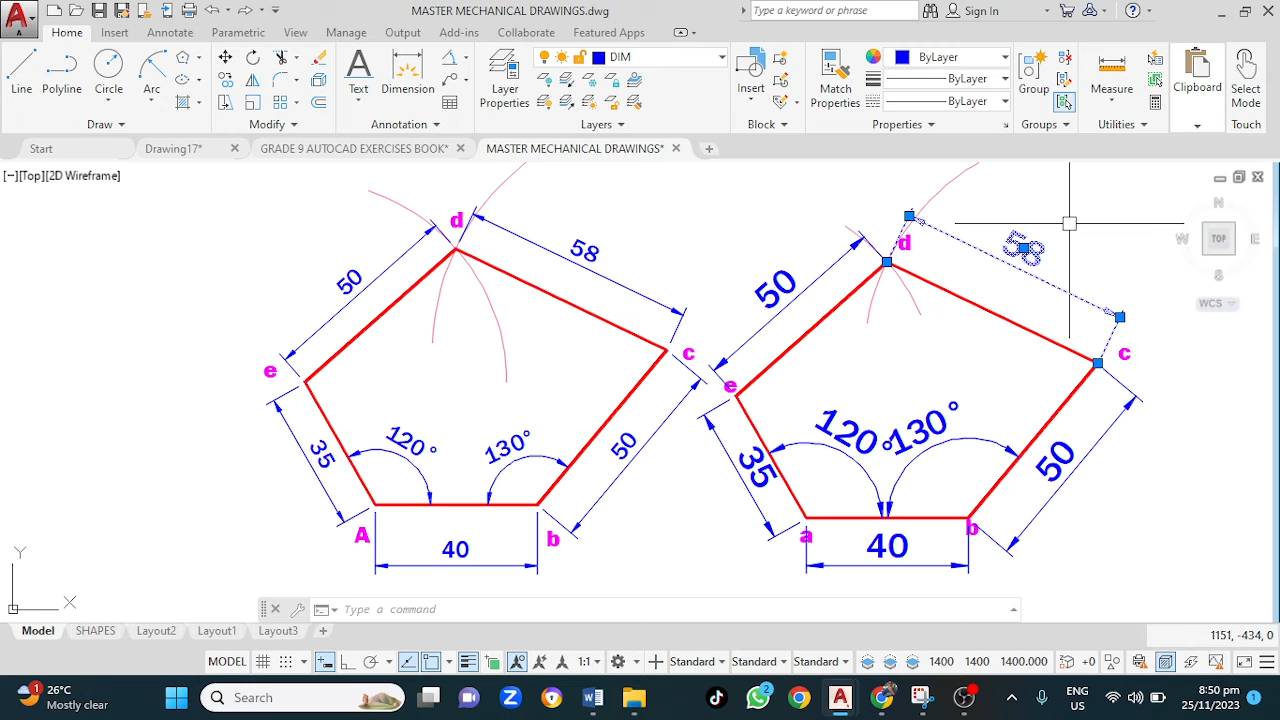 MASTER MECHANICAL DRAWINGS.dwg
Type a keyword or phrase
Sign In
Home
Insert
Annotate
Parametric
View
Manage
Output
Add-ins
Collaborate
Featured Apps
Line
Polyline
Circle
Arc
Text
Dimension
Layer
Properties
DIM
Insert
Match
Properties
ByLayer
ByLayer
ByLayer
Group
Measure
Clipboard
Select
Mode
Draw
Modify
Annotation
Layers
Block
Properties
Groups
Utilities
Touch
Start
Drawing17*
GRADE 9 AUTOCAD EXERCISES BOOK*
MASTER MECHANICAL DRAWINGS*
[−][Top][2D Wireframe]
N
W
TOP
E
S
WCS
d
58
50
e
c
35
120°
130°
50
A
b
40
d
58
50
e
c
35
120°
130°
50
a
b
40
Y
X
Type a command
Model
SHAPES
Layout2
Layout1
Layout3
1151, -434, 0
MODEL
1:1
Standard
Standard
Standard
1400
1400
1400.000
+0
1
26°C
Mostly clear
Search
2
ENG
US
8:50 pm
25/11/2023
1